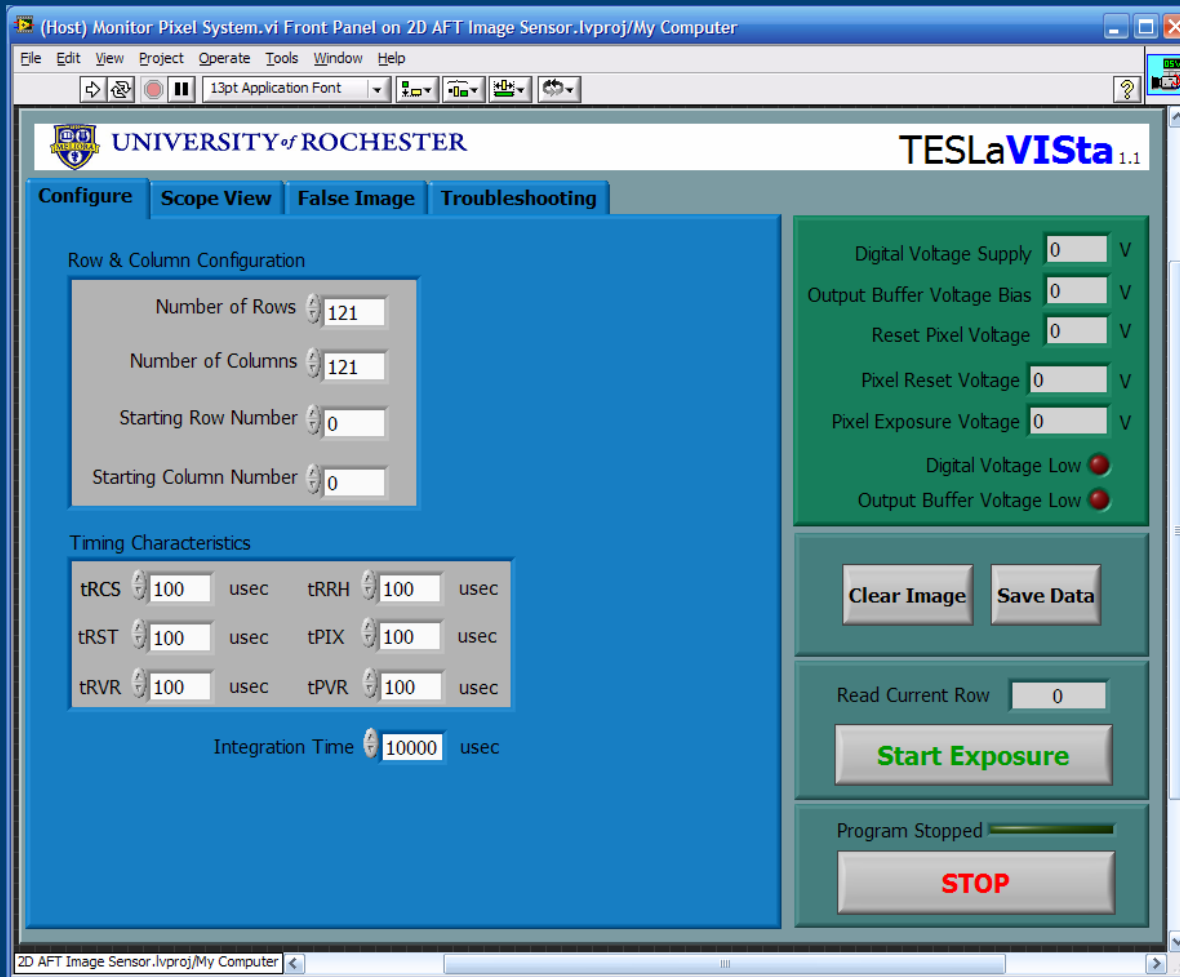 (Host) Monitor Pixel System.vi Front Panel on 2D AFT Image Sensor.lvproj/My Computer
File Edit View Project Operate Tools Window Help
13pt Application Font
?
UNIVERSITY of ROCHESTER
MELIORA
TESLaVISta 1.1
Configure Scope View False Image Troubleshooting
Row & Column Configuration
Number of Rows 121
Number of Columns 121
Starting Row Number 0
Starting Column Number 0
Timing Characteristics
tRCS 100 usec tRRH 100 usec
tRST 100 usec tPIX 100 usec
tRVR 100 usec tPVR 100 usec
Integration Time 10000 usec
Digital Voltage Supply 0 V
Output Buffer Voltage Bias 0 V
Reset Pixel Voltage 0 V
Pixel Reset Voltage 0 V
Pixel Exposure Voltage 0 V
Digital Voltage Low
Output Buffer Voltage Low
Clear Image Save Data
Read Current Row 0
Start Exposure
Program Stopped
STOP
2D AFT Image Sensor.lvproj/My Computer